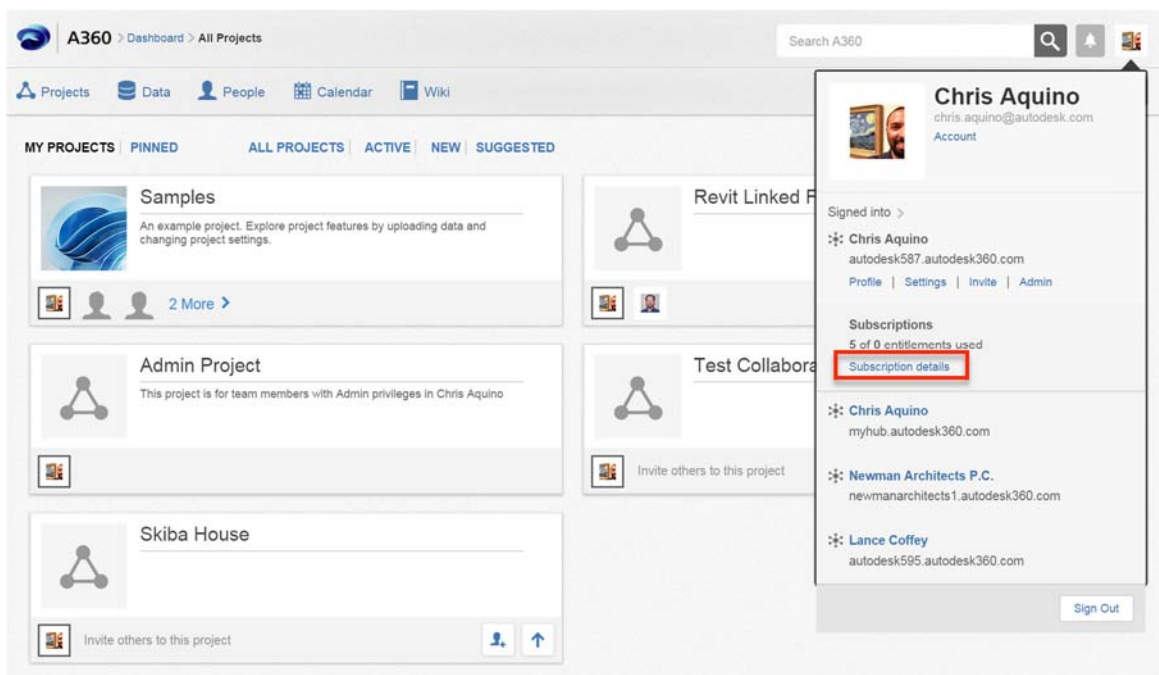 A360 > Dashboard > All Projects
Search A360
Projects Data People Calendar Wiki
MY PROJECTS PINNED ALL PROJECTS ACTIVE NEW SUGGESTED
Samples
An example project. Explore project features by uploading data and
changing project settings.
2 More >
Revit Linked F
Admin Project
This project is for team members with Admin privileges in Chris Aquino
Test Collabora
Invite others to this project
Skiba House
Invite others to this project
Chris Aquino
chris.aquino@autodesk.com
Account
Signed into >
Chris Aquino
autodesk587.autodesk360.com
Profile | Settings | Invite | Admin
Subscriptions
5 of 0 entitlements used
Subscription details
Chris Aquino
myhub.autodesk360.com
Newman Architects P.C.
newmanarchitects1.autodesk360.com
Lance Coffey
autodesk595.autodesk360.com
Sign Out